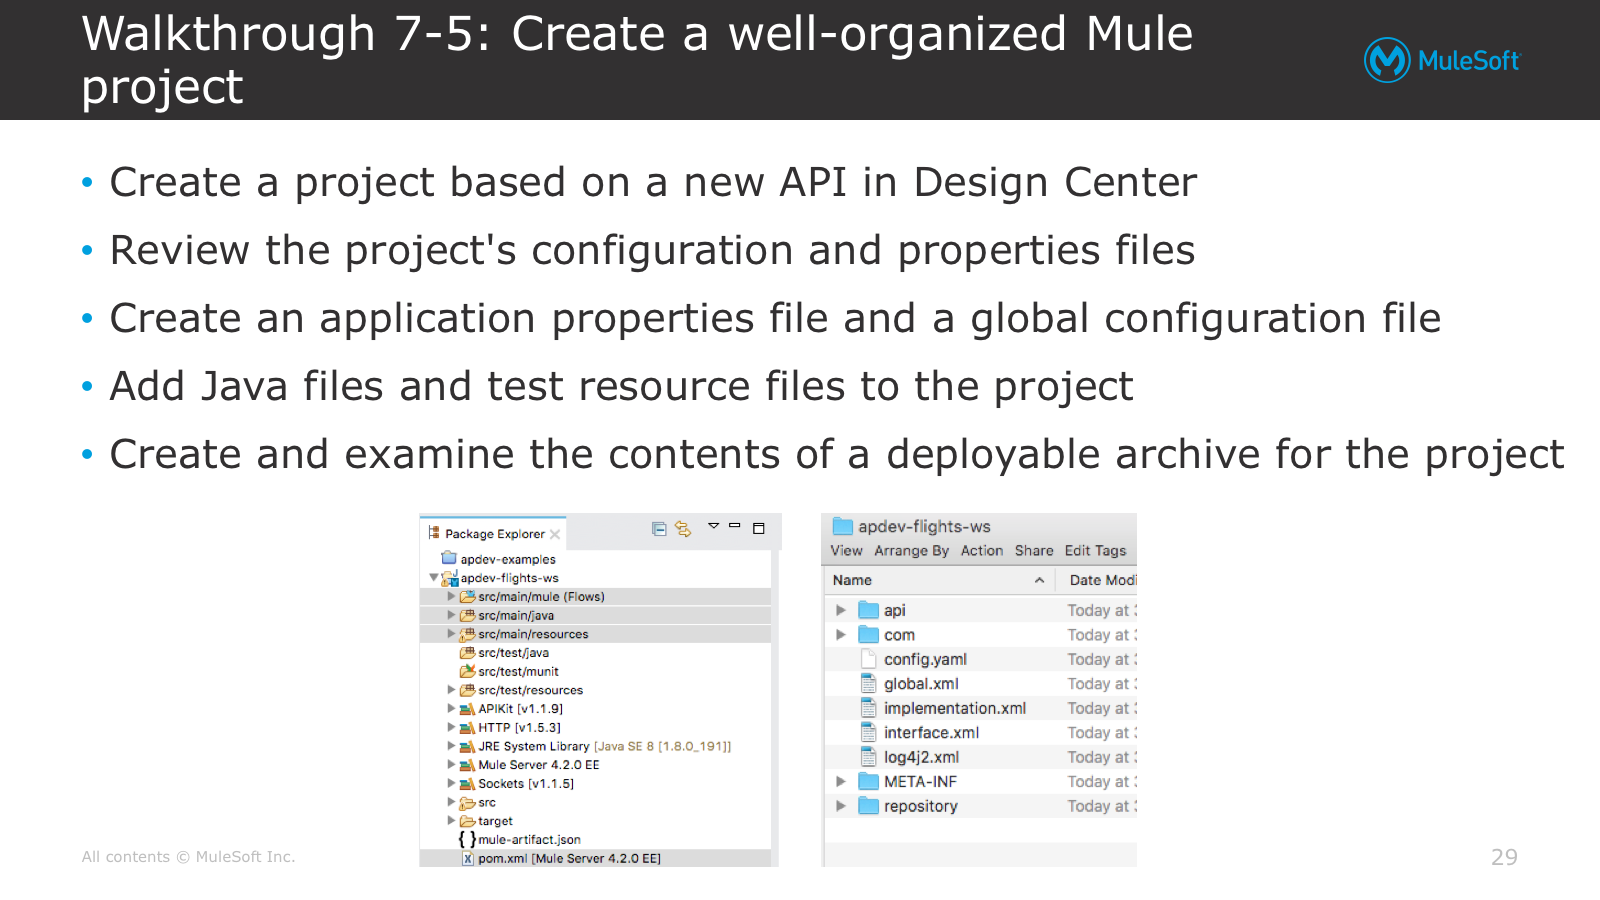 Walkthrough 7-5: Create a well-organized Mule
project
MuleSoft
• Create a project based on a new API in Design Center
• Review the project's configuration and properties files
• Create an application properties file and a global configuration file
• Add Java files and test resource files to the project
• Create and examine the contents of a deployable archive for the project
Package Explorer
apdev-examples
apdev-flights-ws
src/main/mule (Flows)
src/main/java
src/main/resources
src/test/java
src/test/munit
src/test/resources
APIKit [v1.1.9]
HTTP [v1.5.3]
JRE System Library [Java SE 8 [1.8.0_191]]
Mule Server 4.2.0 EE
Sockets [v1.1.5]
src
target
mule-artifact.json
pom.xml [Mule Server 4.2.0 EE]
apdev-flights-ws
View Arrange By Action Share Edit Tags
Name Date Modi
api Today at
com Today at
config.yaml Today at
global.xml Today at
implementation.xml Today at
interface.xml Today at
log4j2.xml Today at
META-INF Today at
repository Today at
All contents © MuleSoft Inc.
29